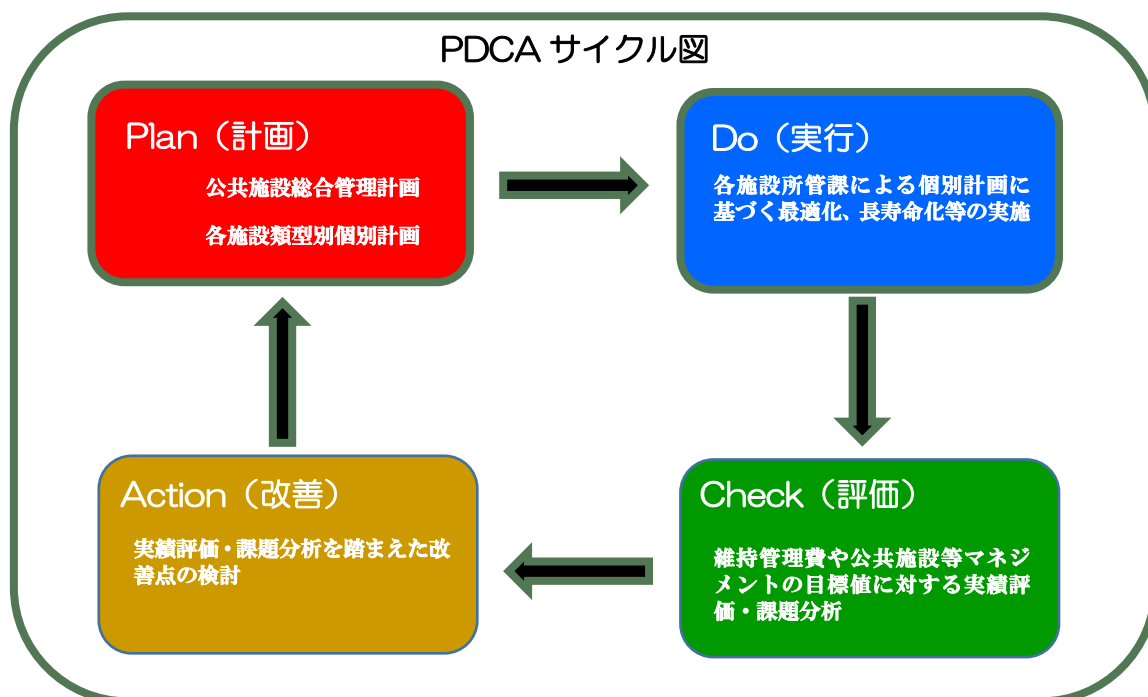 PDCA サイクル図
Plan（計画）
公共施設総合管理計画
各施設類型別個別計画
Do（実行）
各施設所管課による個別計画に
基づく最適化、長寿命化等の実施
Check（評価）
維持管理費や公共施設等マネジ
メントの目標値に対する実績評
価・課題分析
Action（改善）
実績評価・課題分析を踏まえた改
善点の検討